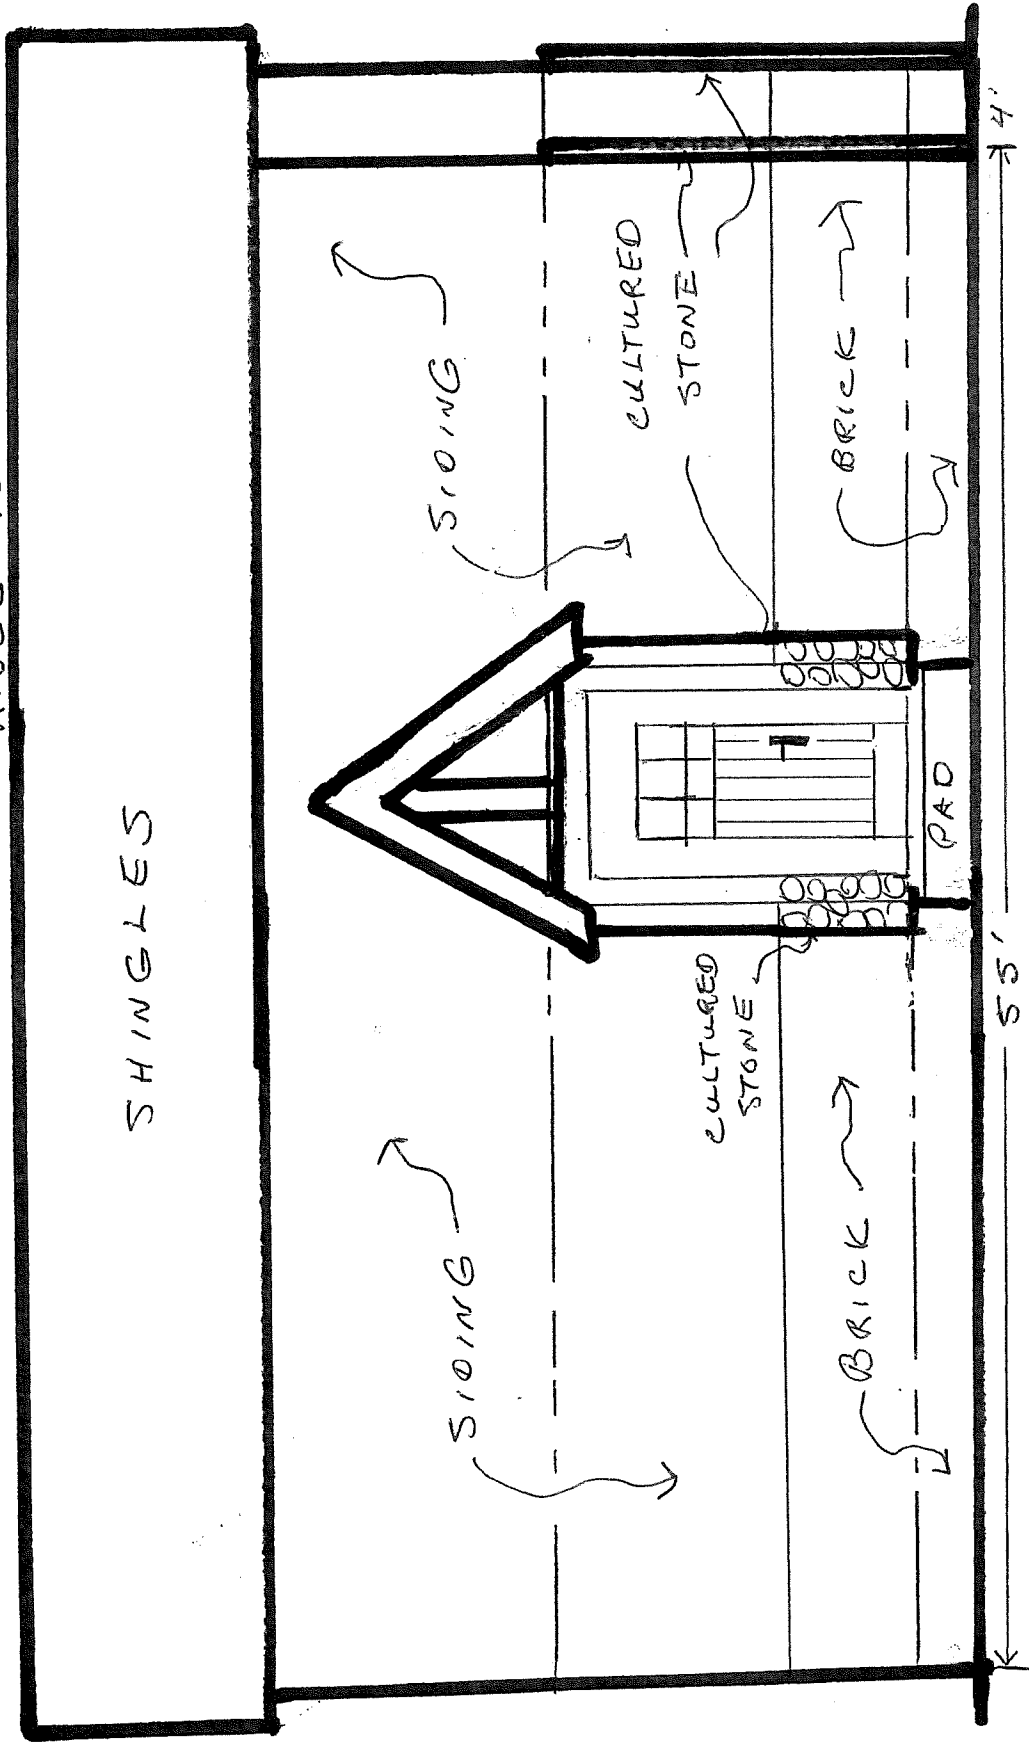 SHINGLES
SIDING
SIDING
CULTURED
STONE
CULTURED
STONE
BRICK
BRICK
PAD
55'
4'